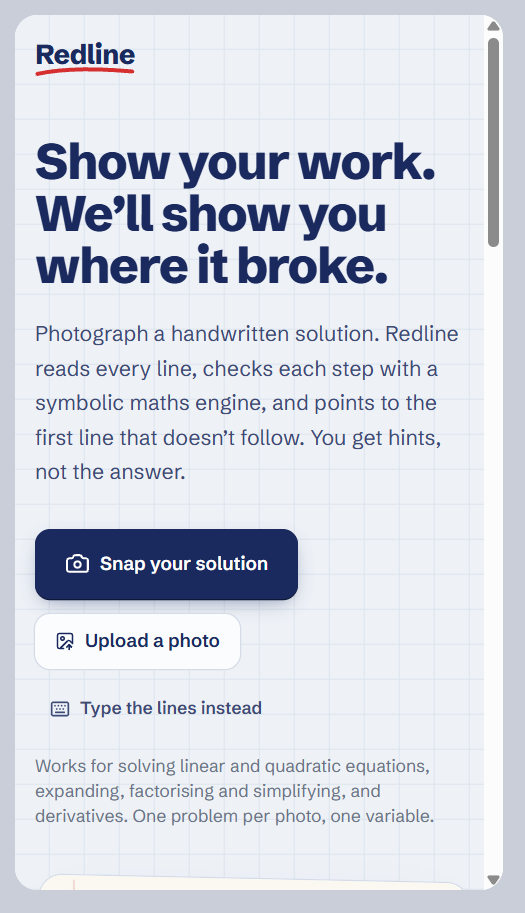 Redline
Show your work.
We’ll show you
where it broke.
Photograph a handwritten solution. Redline
reads every line, checks each step with a
symbolic maths engine, and points to the
first line that doesn’t follow. You get hints,
not the answer.
Snap your solution
Upload a photo
Type the lines instead
Works for solving linear and quadratic equations,
expanding, factorising and simplifying, and
derivatives. One problem per photo, one variable.